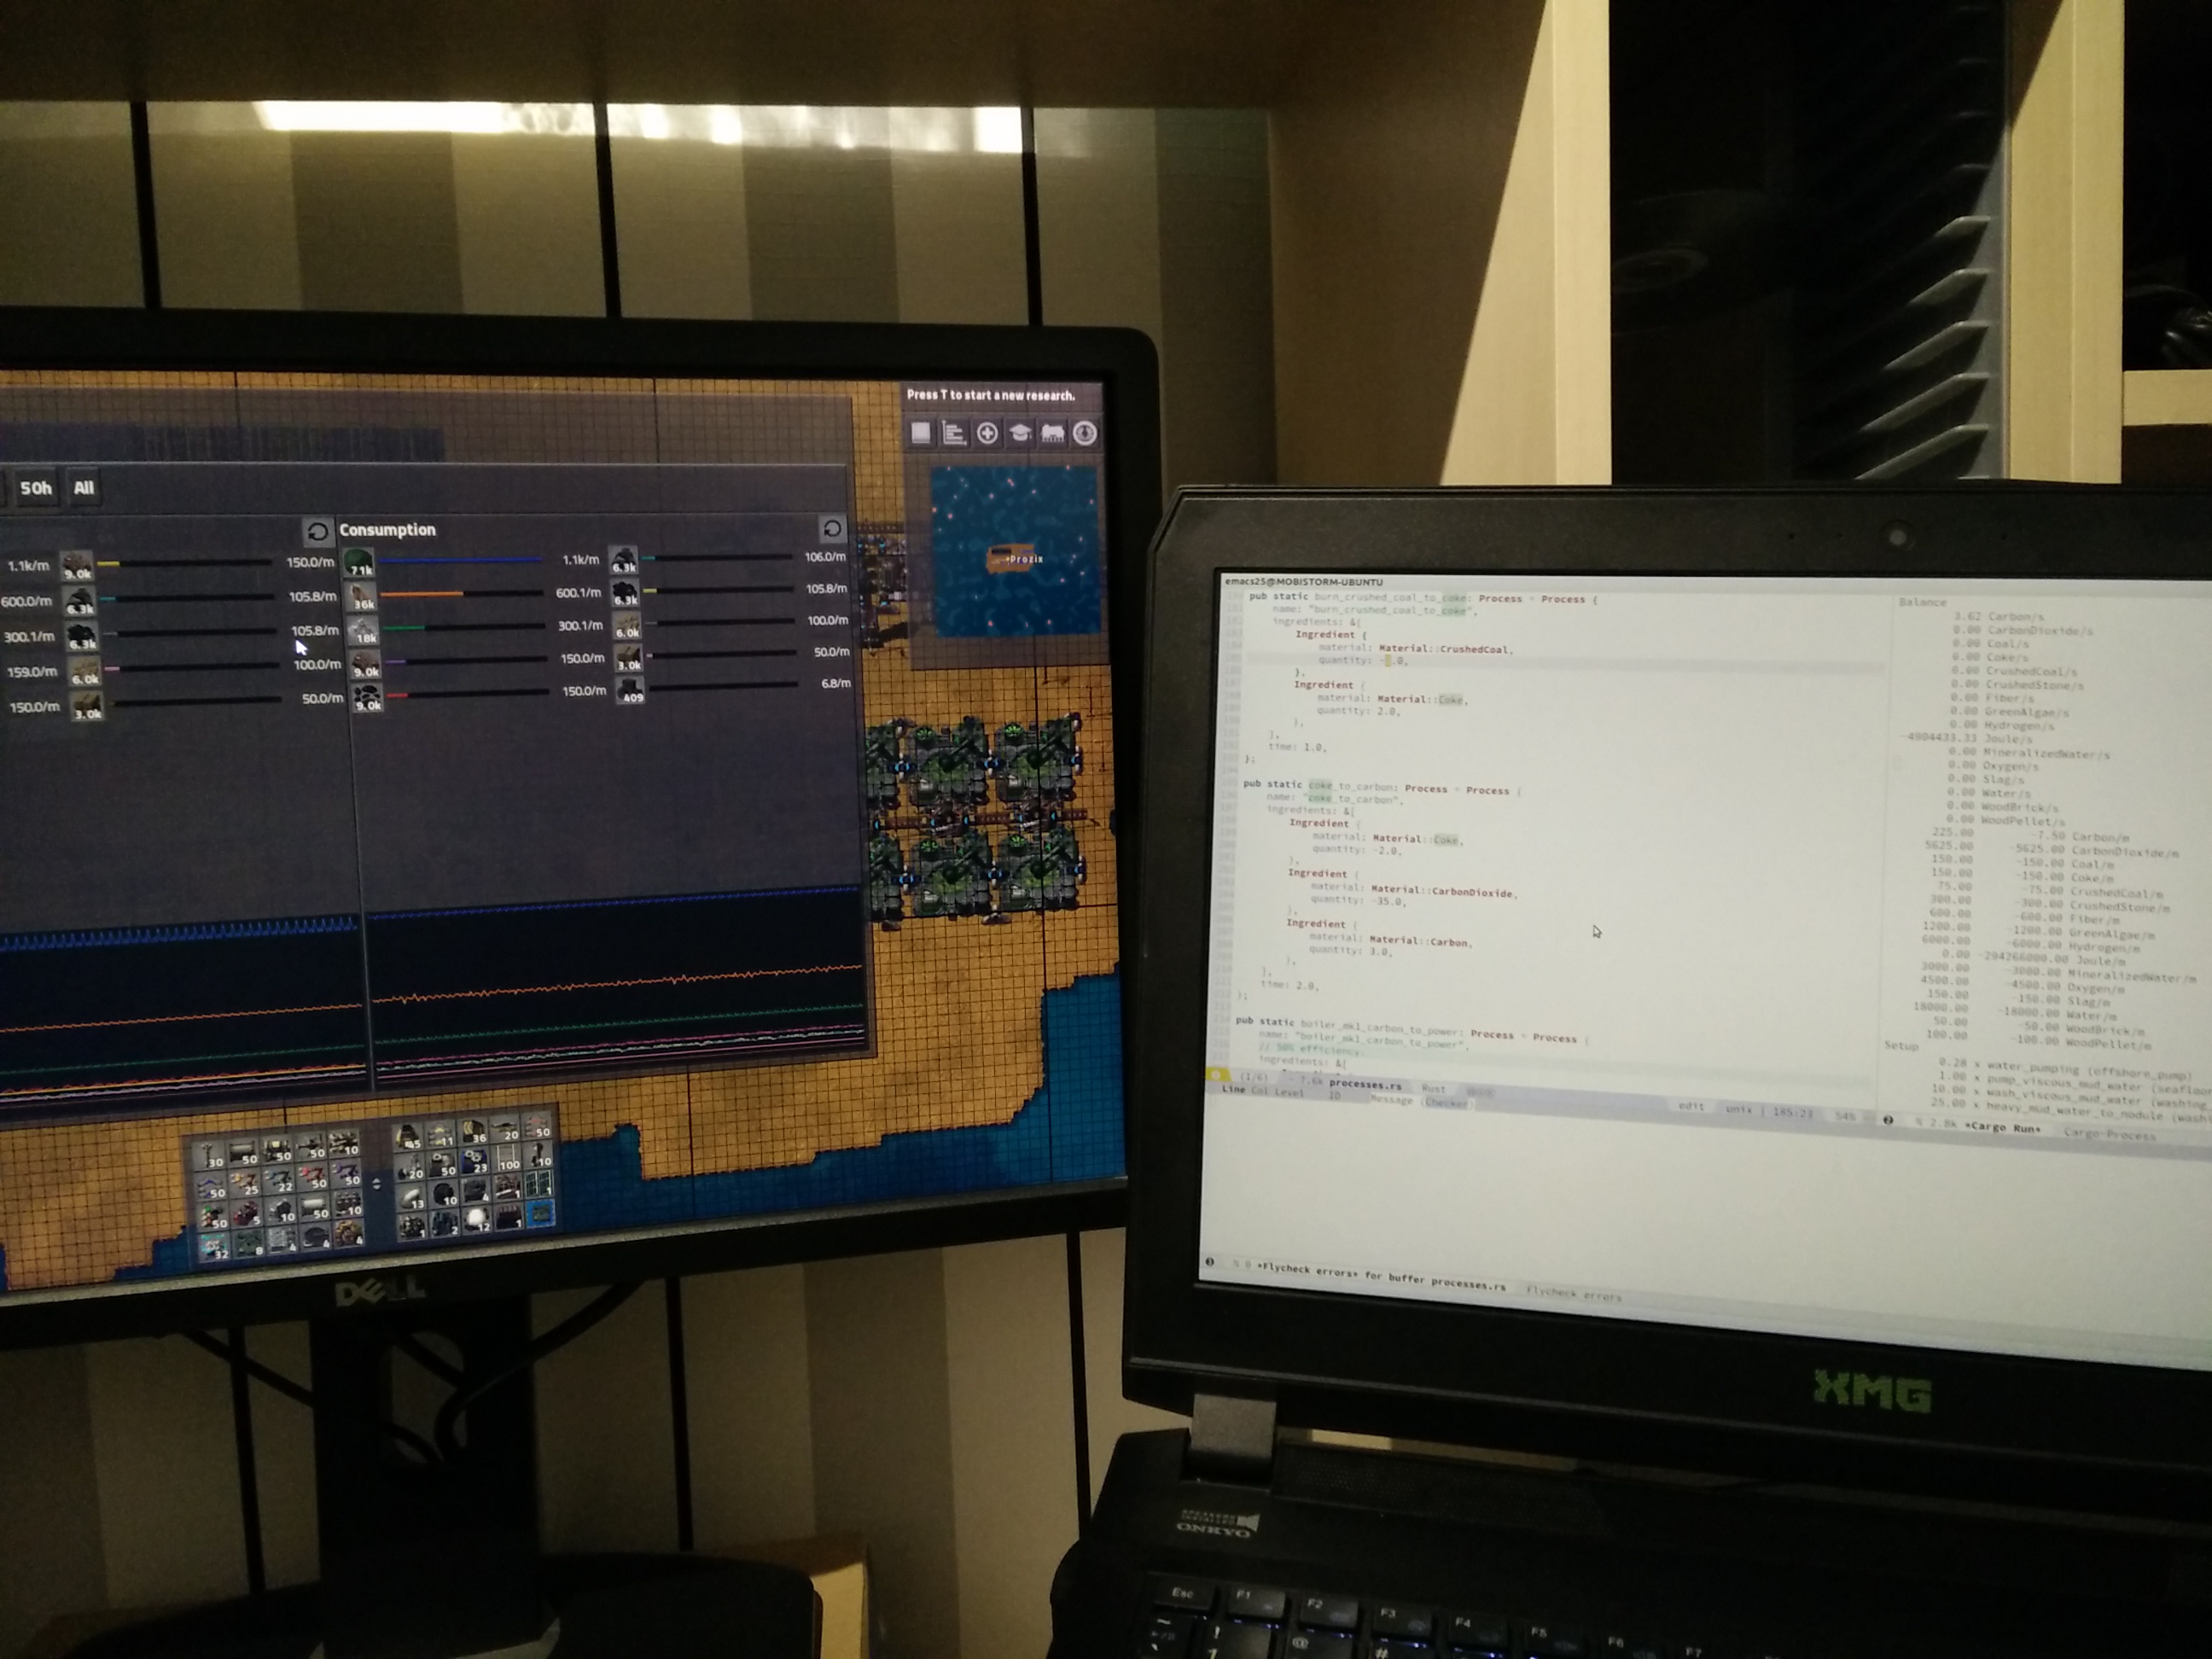 Press T to start a new research.
50h
All
Consumption
1.1k/m
9.0k
150.0/m
71k
1.1k/m
6.3k
106.0/m
600.0/m
6.3k
105.8/m
36k
600.1/m
6.3k
105.8/m
300.1/m
6.3k
105.8/m
18k
300.1/m
6.0k
100.0/m
159.0/m
6.0k
100.0/m
9.0k
150.0/m
3.0k
50.0/m
150.0/m
3.0k
50.0/m
9.0k
150.0/m
409
6.8/m
Prozix
30 50 50 50 10
50 25 22 50 50
50 5 10 50 10
32 8 4 4 4
45 11 36 20 50
20 50 23 100 10
13 10 4 1 1
1 2 12 1
DELL
emacs25@MOBISTORM-UBUNTU
pub static burn_crushed_coal_to_coke: Process = Process {
name: "burn_crushed_coal_to_coke",
ingredients: &[
Ingredient {
material: Material::CrushedCoal,
},
Ingredient {
material: Material::Coke,
quantity: 2.0,
},
],
time: 1.0,
};
pub static coke_to_carbon: Process = Process {
name: "coke_to_carbon",
ingredients: &[
Ingredient {
material: Material::Coke,
quantity: -2.0,
},
Ingredient {
material: Material::CarbonDioxide,
quantity: -35.0,
},
Ingredient {
material: Material::Carbon,
quantity: 3.0,
},
],
time: 2.0,
};
pub static boiler_mk1_carbon_to_power: Process = Process {
name: "boiler_mk1_carbon_to_power",
// 50% efficiency.
ingredients: &[
(1/6) 7.6k processes.rs Rust
edit unix | 185:23 54%
Line Col Level ID Message (Checker)
Balance
3.62 Carbon/s
0.00 CarbonDioxide/s
0.00 Coal/s
0.00 Coke/s
0.00 CrushedCoal/s
0.00 CrushedStone/s
0.00 Fiber/s
0.00 GreenAlgae/s
0.00 Hydrogen/s
-4904433.33 Joule/s
0.00 MineralizedWater/s
0.00 Oxygen/s
0.00 Slag/s
0.00 Water/s
0.00 WoodBrick/s
0.00 WoodPellet/s
225.00 -7.50 Carbon/m
5625.00 -5625.00 CarbonDioxide/m
150.00 -150.00 Coal/m
150.00 -150.00 Coke/m
75.00 -75.00 CrushedCoal/m
300.00 -300.00 CrushedStone/m
600.00 -600.00 Fiber/m
1200.00 -1200.00 GreenAlgae/m
6000.00 -6000.00 Hydrogen/m
0.00 -294266000.00 Joule/m
3000.00 -3000.00 MineralizedWater/m
4500.00 -4500.00 Oxygen/m
150.00 -150.00 Slag/m
18000.00 -18000.00 Water/m
50.00 -50.00 WoodBrick/m
100.00 -100.00 WoodPellet/m
Setup
0.28 x water_pumping (offshore_pump)
1.00 x pump_viscous_mud_water (seafloor
10.00 x wash_viscous_mud_water (washing
25.00 x heavy_mud_water_to_nodule (wash
2.8k *Cargo Run* Cargo-Process
*Flycheck errors* for buffer processes.rs Flycheck errors
XMG
SPEAKERS
INSTALLED
ONKYO
Esc F1 F2 F3 F4 F5 F6 F7
~ ! @ #
1